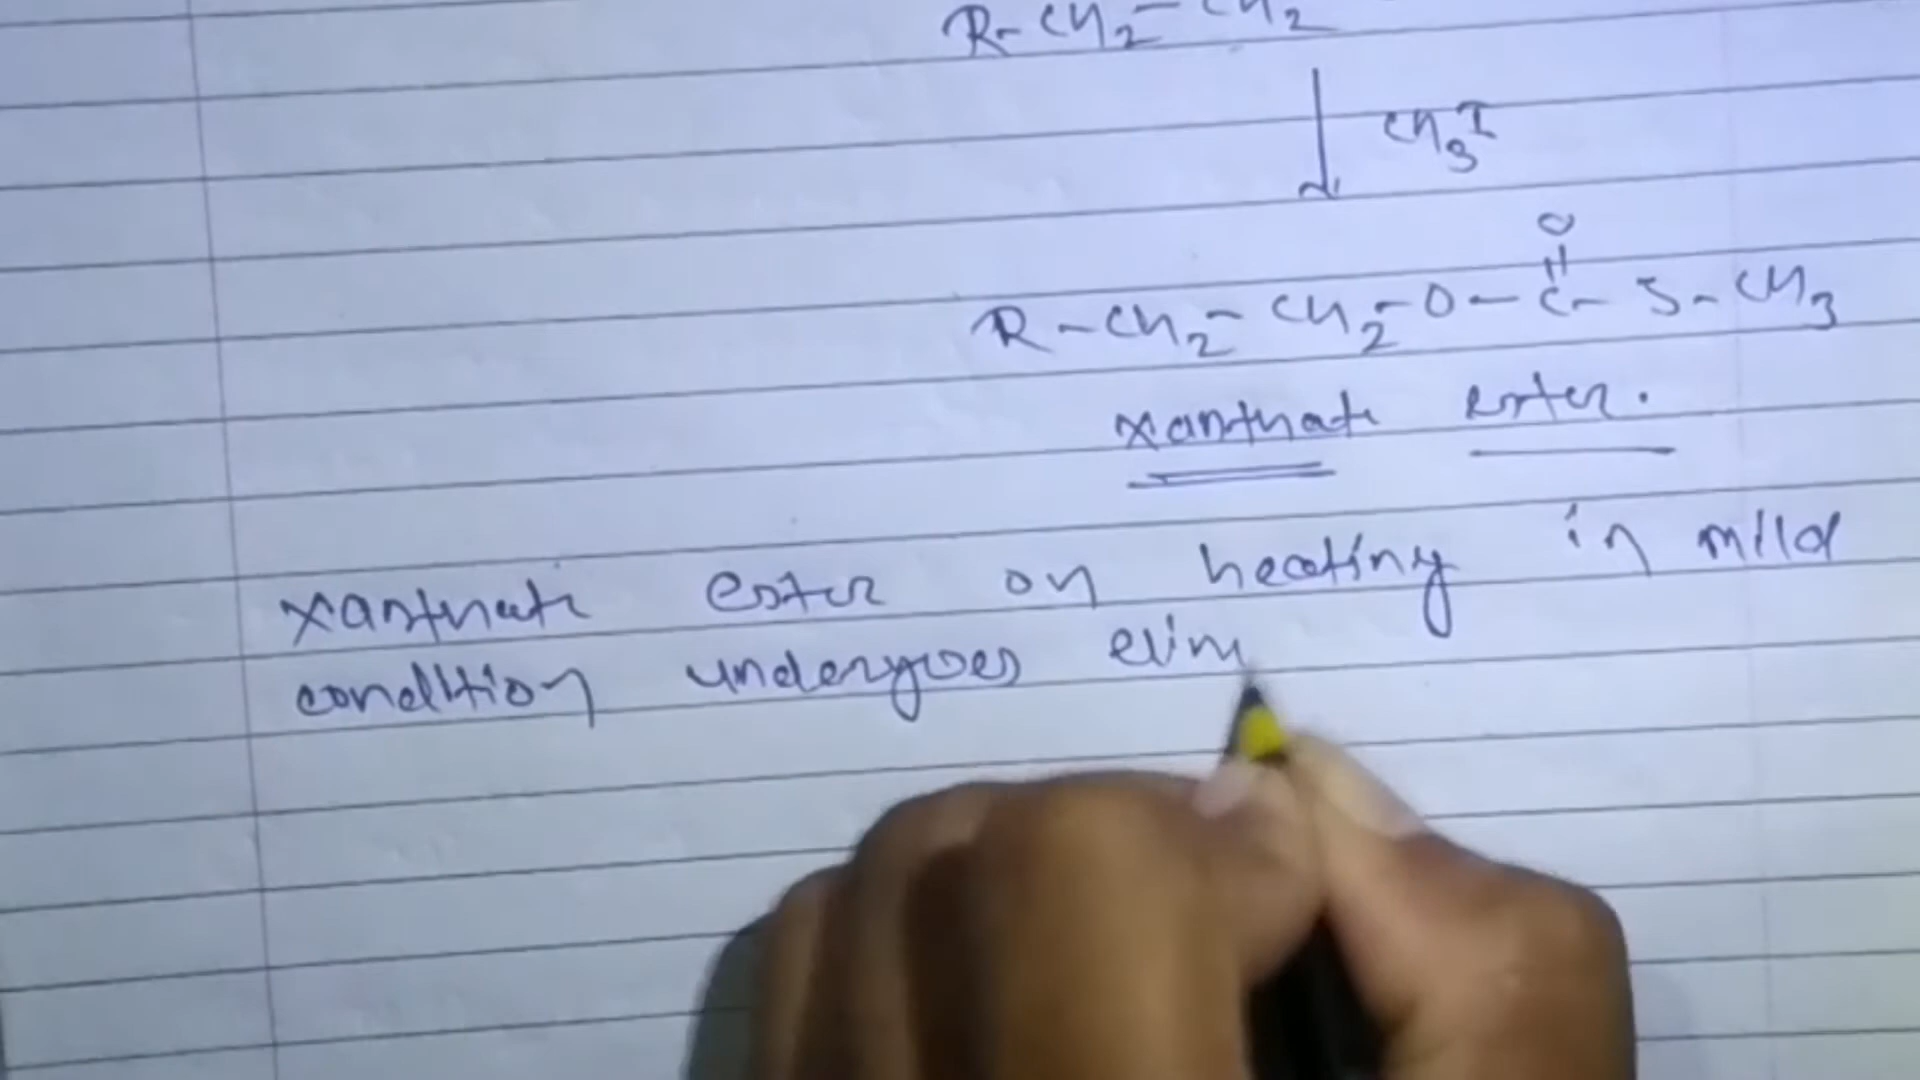 R-CH2-CH2
CH3I
O
||
R-CH2-CH2-O-C-S-CH3
xanthate ester.
xanthate ester on heating in mild
condition undergoes elim